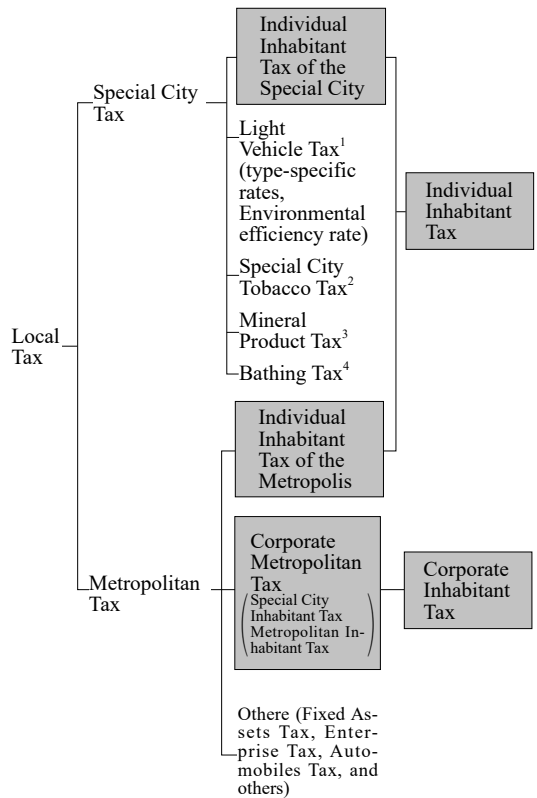 Individual
Inhabitant
Tax of the
Special City
Special City
Tax
Light
Vehicle Tax1
(type-specific
rates,
Environmental
efficiency rate)
Individual
Inhabitant
Tax
Special City
Tobacco Tax2
Mineral
Product Tax3
Local
Tax
Bathing Tax4
Individual
Inhabitant
Tax of the
Metropolis
Metropolitan
Tax
Corporate
Metropolitan
Tax
(Special City
Inhabitant Tax
Metropolitan In-
habitant Tax)
Corporate
Inhabitant
Tax
Othere (Fixed As-
sets Tax, Enter-
prise Tax, Auto-
mobiles Tax, and
others)